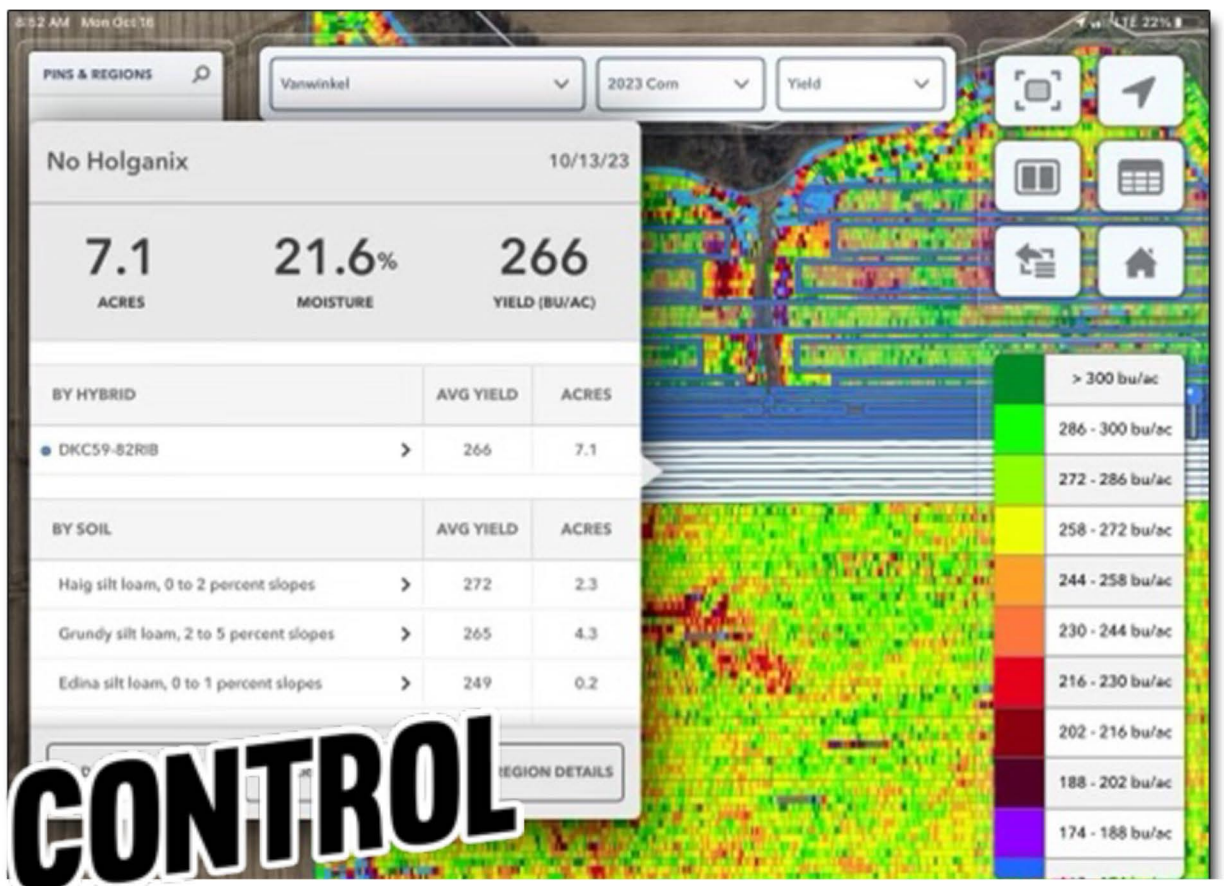 8:52 AM Mon Oct 16
LTE 22%
PINS & REGIONS
Vanwinkel
2023 Corn
Yield
No Holganix
10/13/23
7.1
21.6%
266
ACRES
MOISTURE
YIELD (BU/AC)
BY HYBRID AVG YIELD ACRES
DKC59-82RIB 266 7.1
BY SOIL AVG YIELD ACRES
Haig silt loam, 0 to 2 percent slopes 272 2.3
Grundy silt loam, 2 to 5 percent slopes 265 4.3
Edina silt loam, 0 to 1 percent slopes 249 0.2
REGION DETAILS
CONTROL
> 300 bu/ac
286 - 300 bu/ac
272 - 286 bu/ac
258 - 272 bu/ac
244 - 258 bu/ac
230 - 244 bu/ac
216 - 230 bu/ac
202 - 216 bu/ac
188 - 202 bu/ac
174 - 188 bu/ac